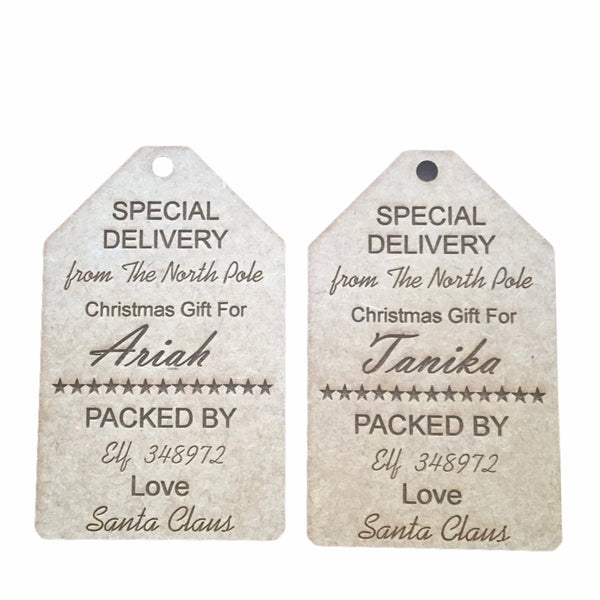 SPECIAL
DELIVERY
from The North Pole
Christmas Gift For
Ariah
★★★★★★★★★★★
PACKED BY
Elf 348972
Love
Santa Claus
SPECIAL
DELIVERY
from The North Pole
Christmas Gift For
Tanika
★★★★★★★★★★★
PACKED BY
Elf 348972
Love
Santa Claus